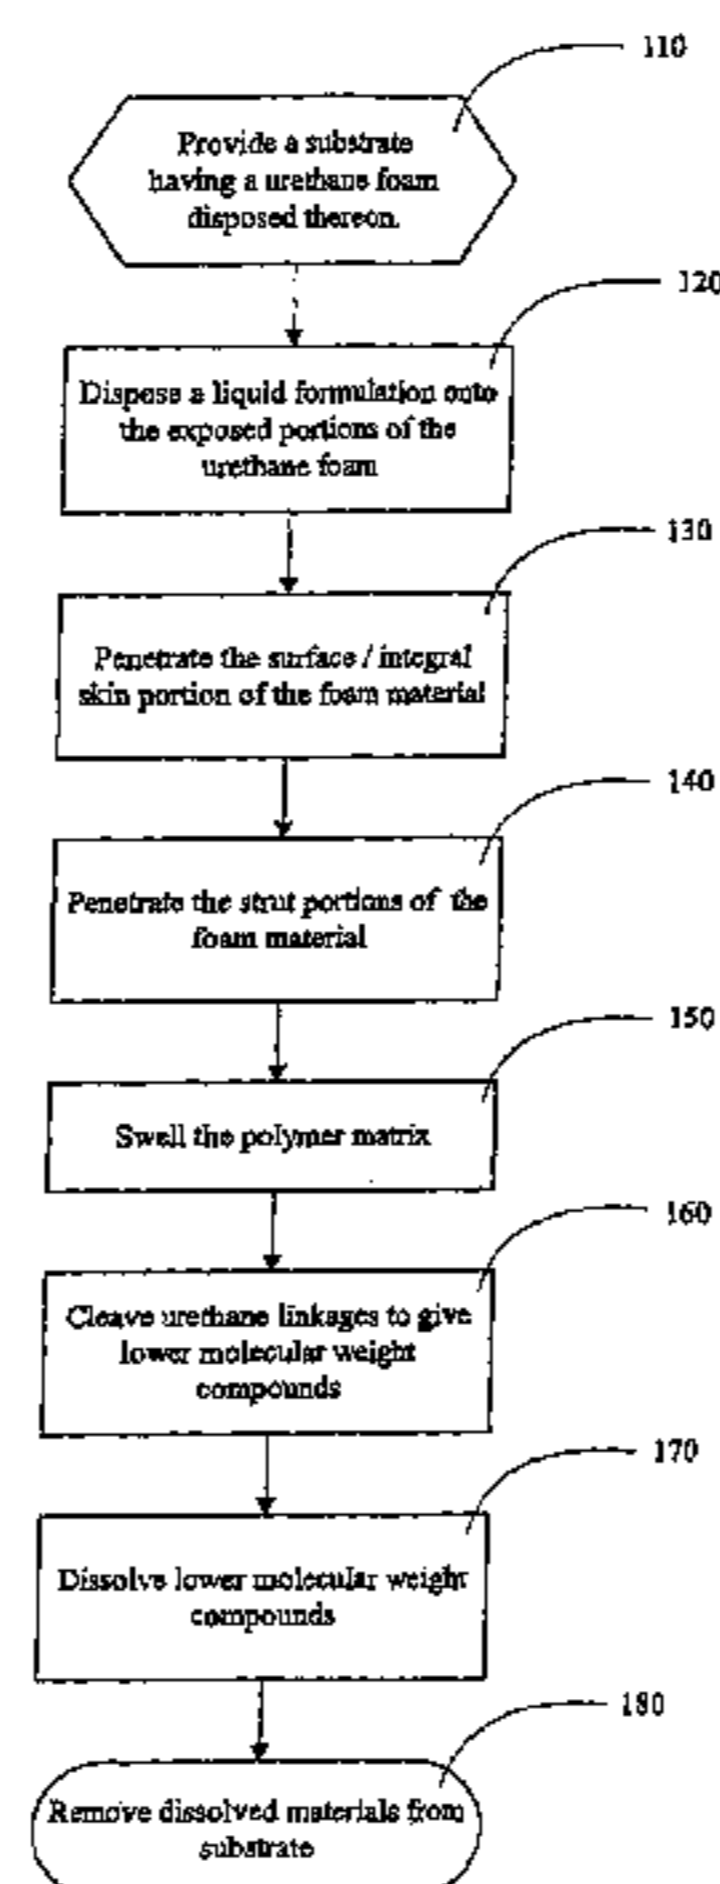 110
Provide a substrate
having a urethane foam
disposed thereon.
120
Dispose a liquid formulation onto
the exposed portions of the
urethane foam
130
Penetrate the surface / integral
skin portion of the foam material
140
Penetrate the strut portions of the
foam material
150
Swell the polymer matrix
160
Cleave urethane linkages to give
lower molecular weight
compounds
170
Dissolve lower molecular weight
compounds
180
Remove dissolved materials from
substrate